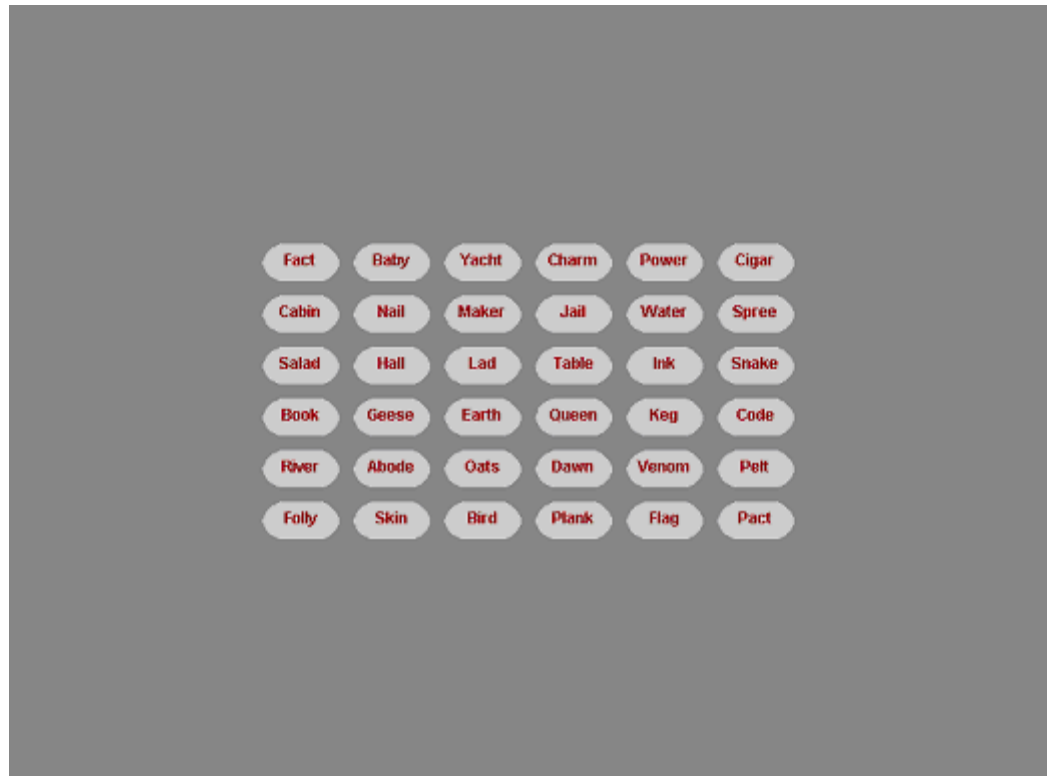 Fact Baby Yacht Charm Power Cigar
Cabin Nail Maker Jail Water Spree
Salad Hall Lad Table Ink Snake
Book Geese Earth Queen Keg Code
River Abode Oats Dawn Venom Pelt
Folly Skin Bird Plank Flag Pact